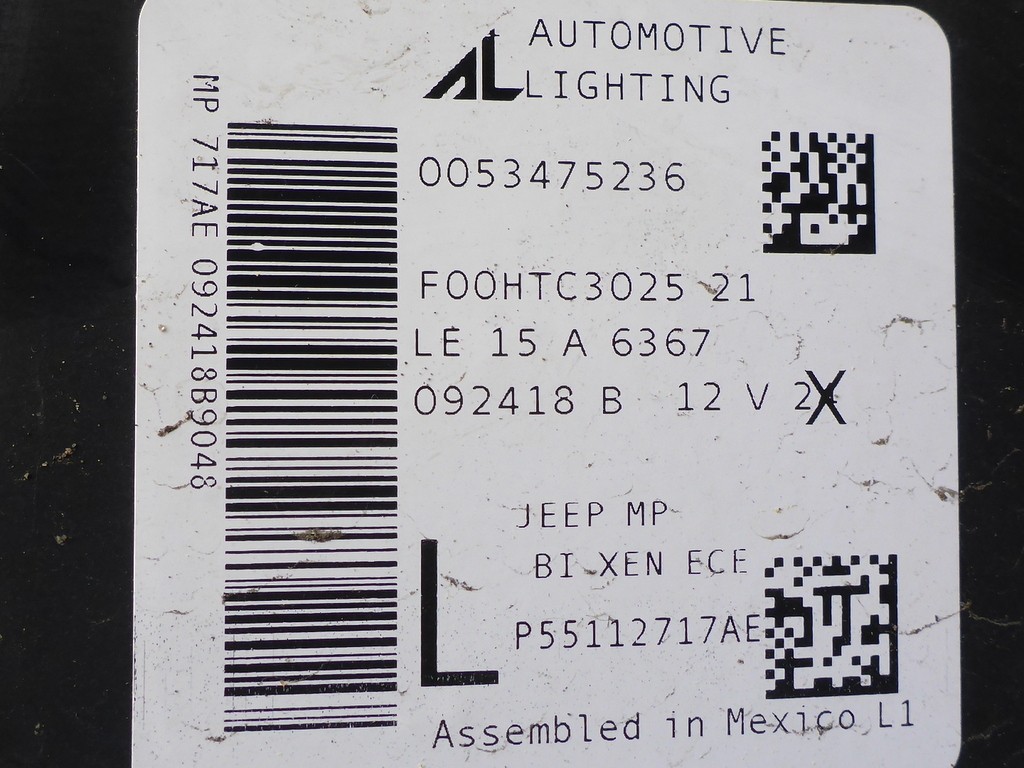 AL AUTOMOTIVE
LIGHTING
MP 717AE 092418B9048
0053475236
F00HTC3025 21
LE 15 A 6367
092418 B 12 V 2X
JEEP MP
BI XEN ECE
L
P55112717AE
Assembled in Mexico L1